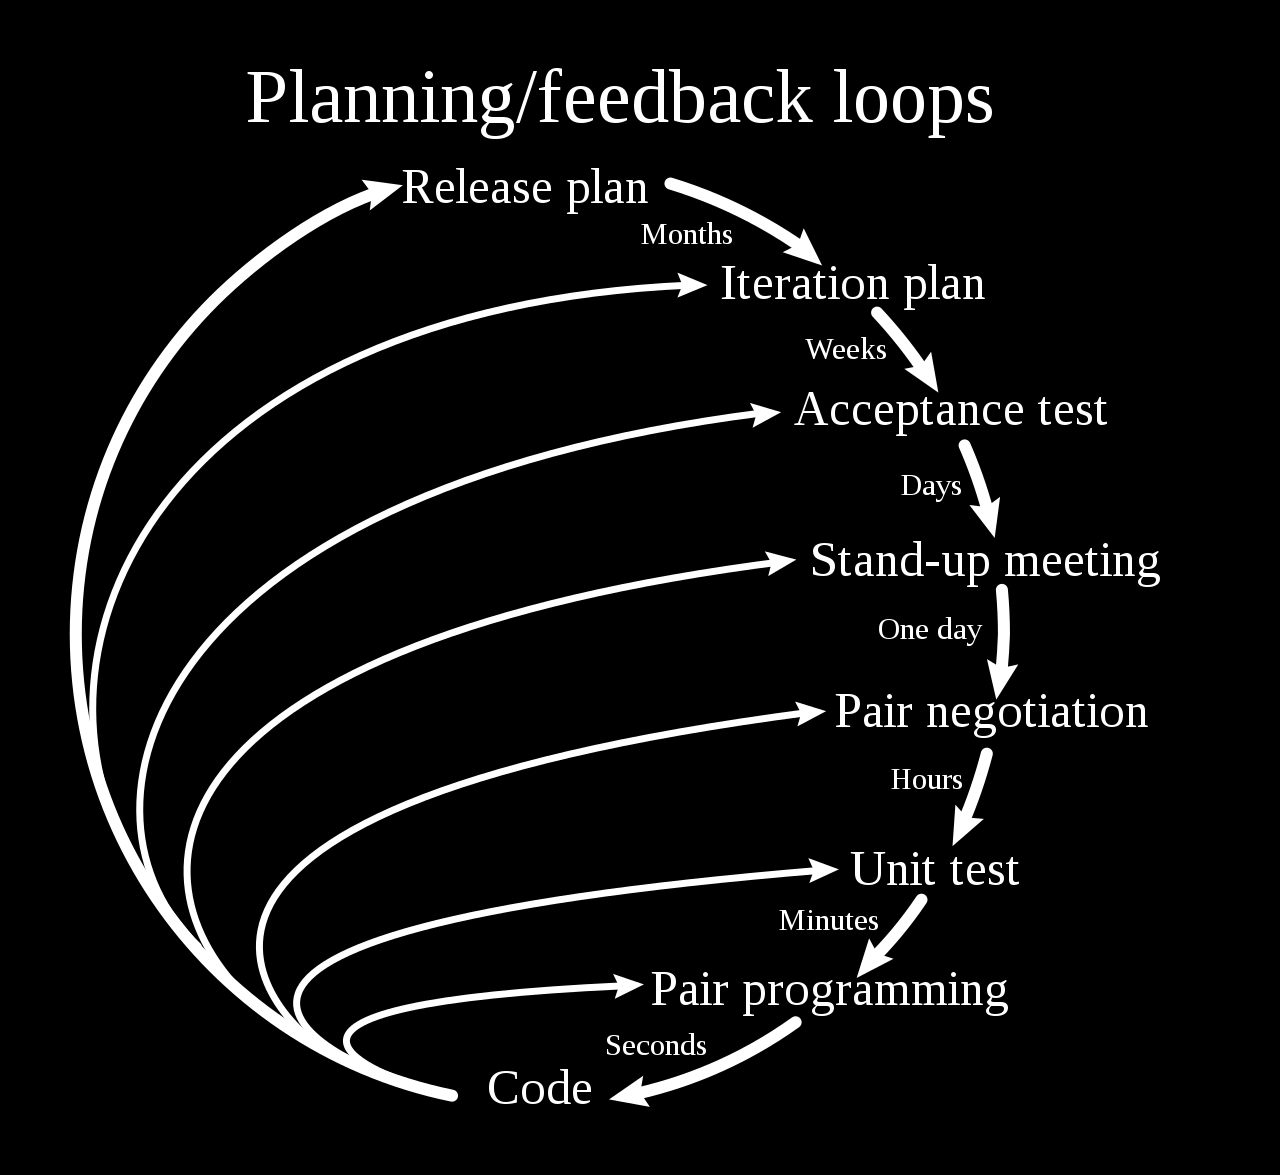 Planning/feedback loops
Release plan
Months
Iteration plan
Weeks
Acceptance test
Days
Stand-up meeting
One day
Pair negotiation
Hours
Unit test
Minutes
Pair programming
Seconds
Code